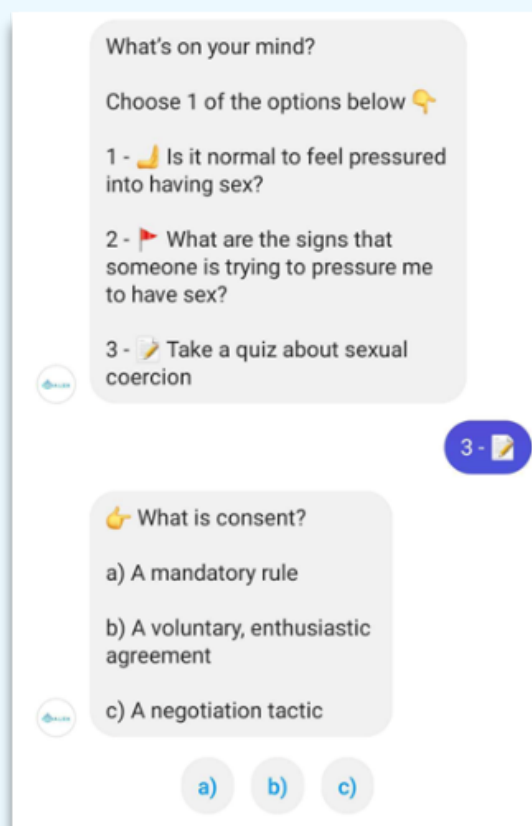 What's on your mind?
Choose 1 of the options below 👇
1 - 💪 Is it normal to feel pressured
into having sex?
2 - 🚩 What are the signs that
someone is trying to pressure me
to have sex?
3 - 📝 Take a quiz about sexual
coercion
3 - 📝
👉 What is consent?
a) A mandatory rule
b) A voluntary, enthusiastic
agreement
c) A negotiation tactic
a) b) c)